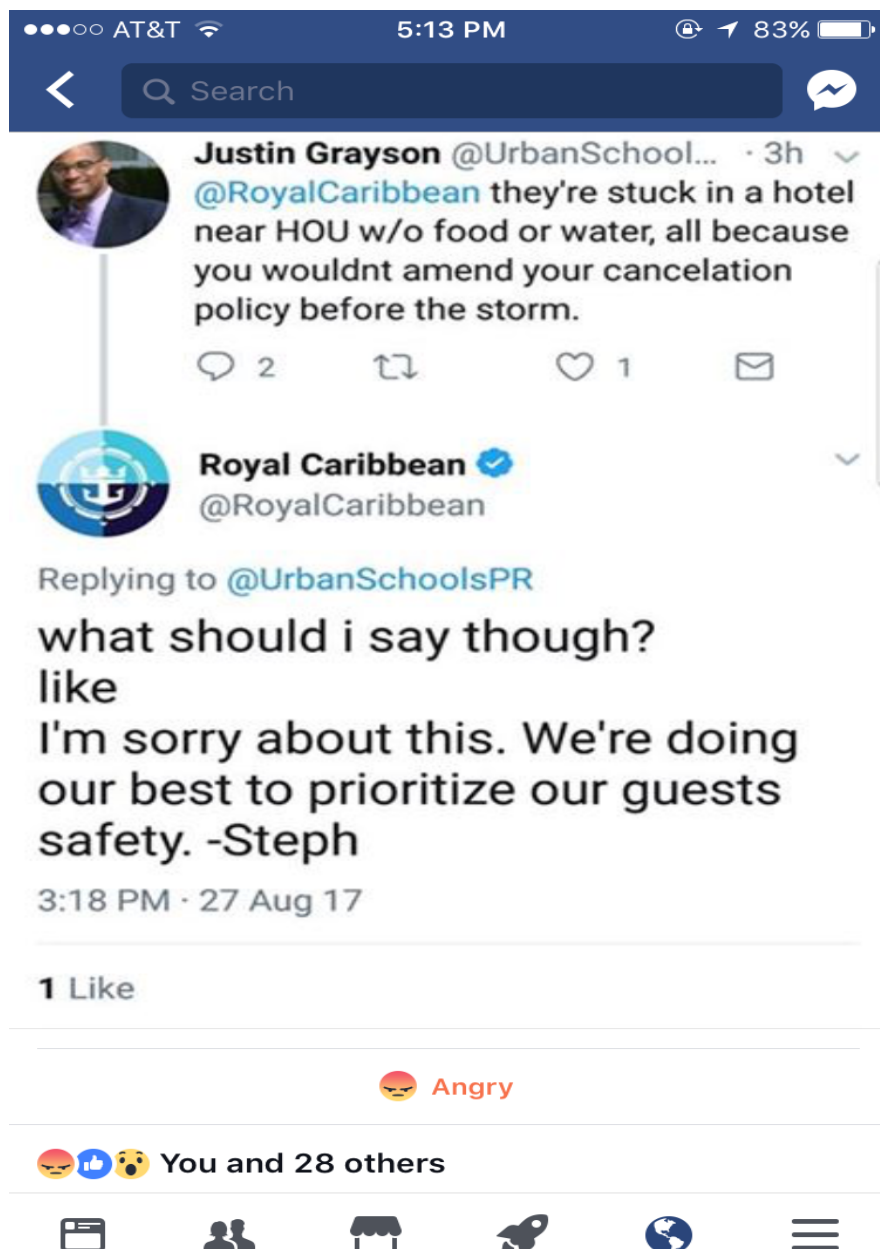 AT&T 5:13 PM 83%
Search
Justin Grayson @UrbanSchool... · 3h
@RoyalCaribbean they're stuck in a hotel
near HOU w/o food or water, all because
you wouldnt amend your cancelation
policy before the storm.
2 1
Royal Caribbean
@RoyalCaribbean
Replying to @UrbanSchoolsPR
what should i say though?
like
I'm sorry about this. We're doing
our best to prioritize our guests
safety. -Steph
3:18 PM · 27 Aug 17
1 Like
Angry
You and 28 others